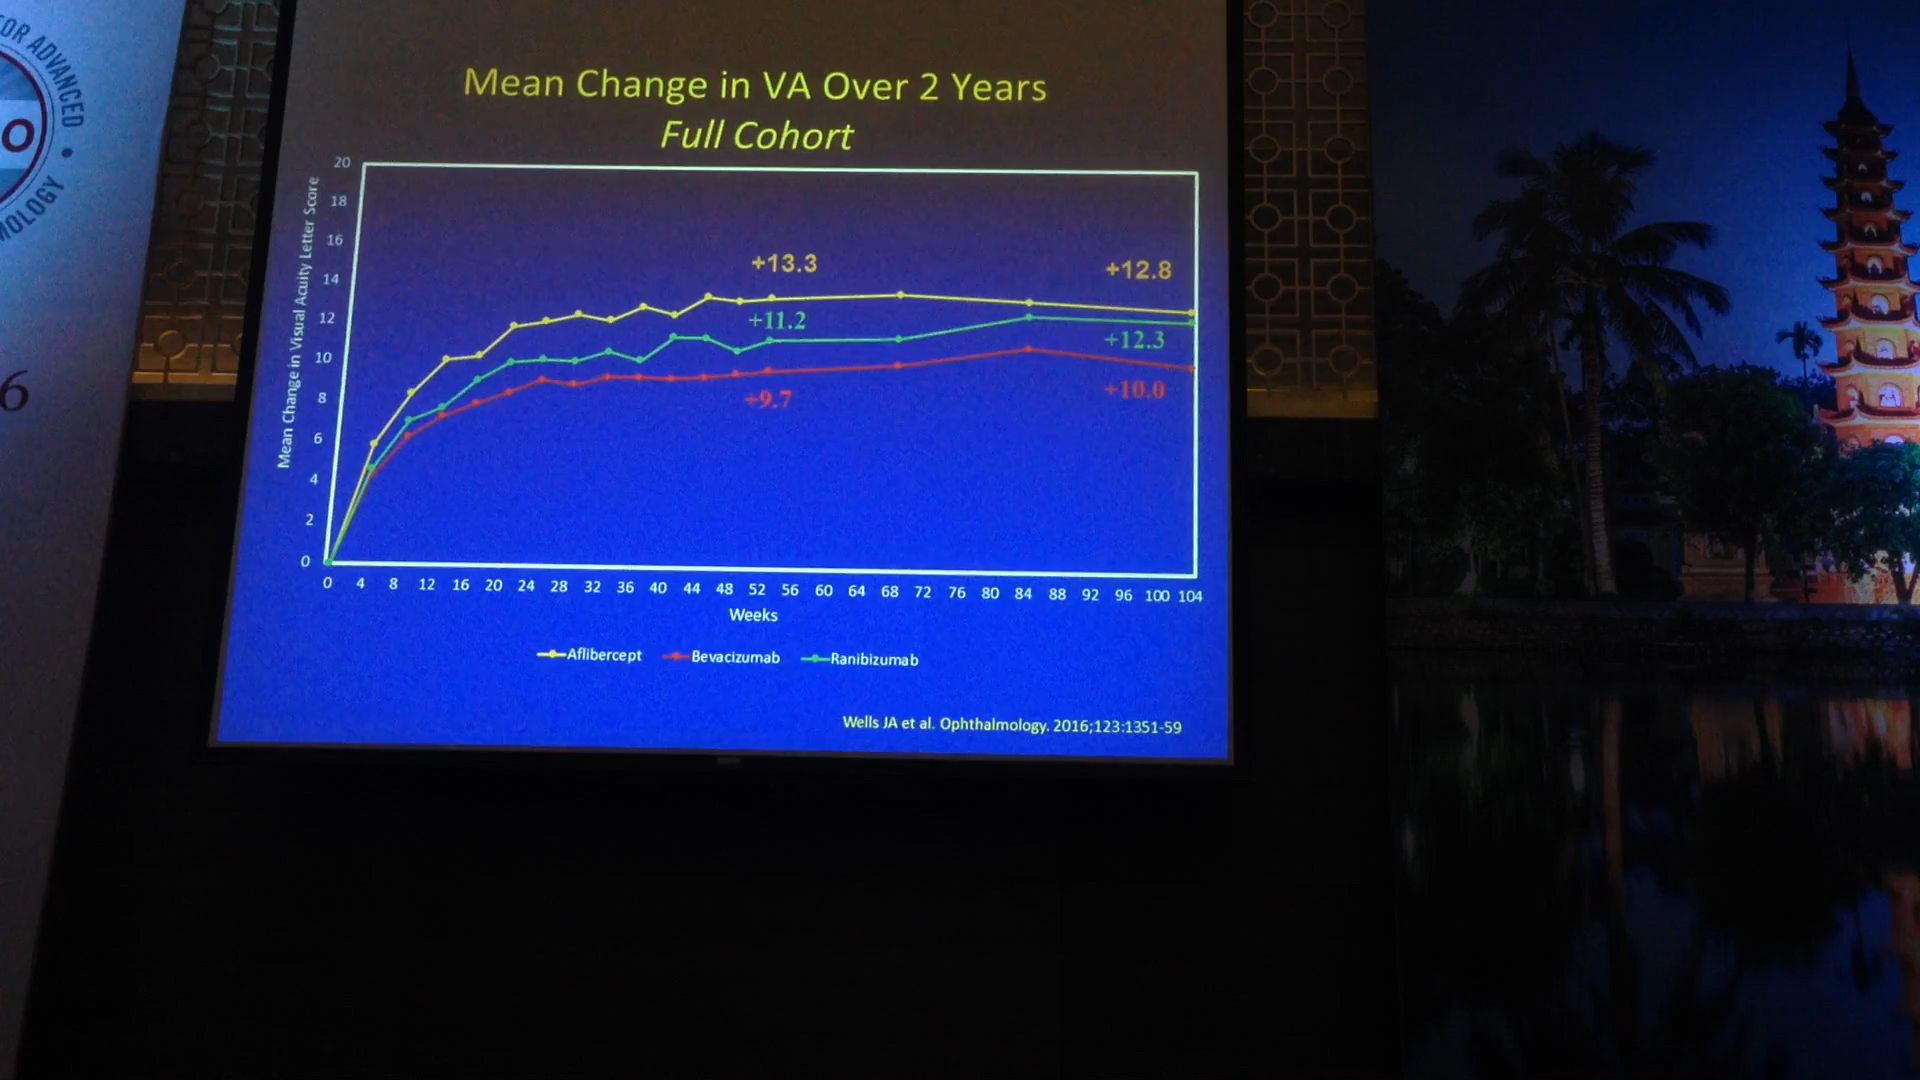 OR ADVANCED
O
MOLOGY
6
Mean Change in VA Over 2 Years
Full Cohort
Mean Change in Visual Acuity Letter Score
20
18
16
14
12
10
8
6
4
2
0
+13.3
+12.8
+11.2
+12.3
+9.7
+10.0
0 4 8 12 16 20 24 28 32 36 40 44 48 52 56 60 64 68 72 76 80 84 88 92 96 100 104
Weeks
Aflibercept Bevacizumab Ranibizumab
Wells JA et al. Ophthalmology. 2016;123:1351-59